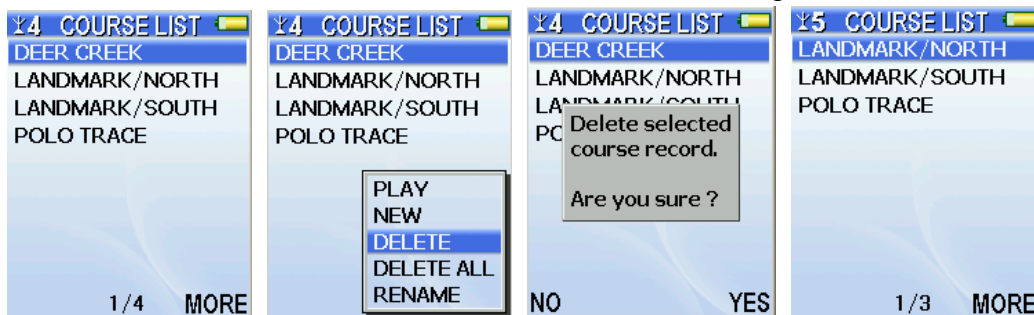 4 COURSE LIST
DEER CREEK
LANDMARK/NORTH
LANDMARK/SOUTH
POLO TRACE
1/4 MORE
4 COURSE LIST
DEER CREEK
LANDMARK/NORTH
LANDMARK/SOUTH
POLO TRACE
PLAY
NEW
DELETE
DELETE ALL
RENAME
4 COURSE LIST
DEER CREEK
LANDMARK/NORTH
LANDMARK/SOUTH
PO
Delete selected
course record.
Are you sure ?
NO YES
5 COURSE LIST
LANDMARK/NORTH
LANDMARK/SOUTH
POLO TRACE
1/3 MORE